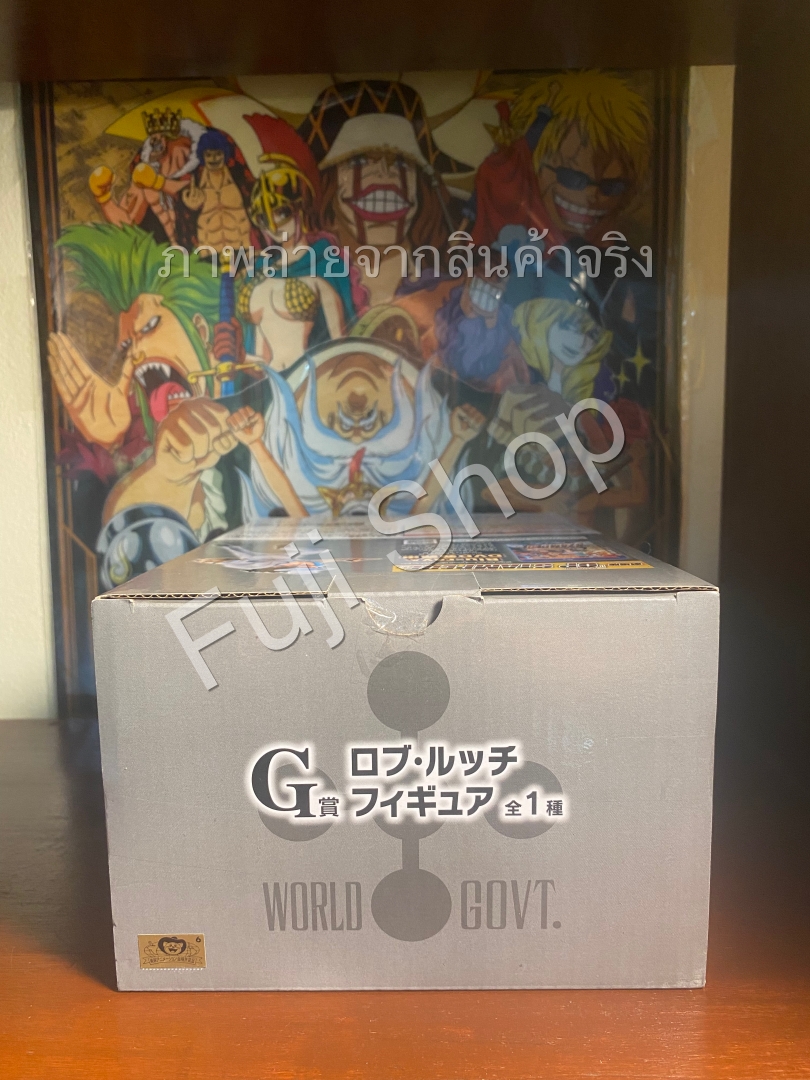 ภาพถ่ายจากสินค้าจริง
Fuji Shop
G賞
ロブ・ルッチ
フィギュア 全1種
WORLD GOVT.
6